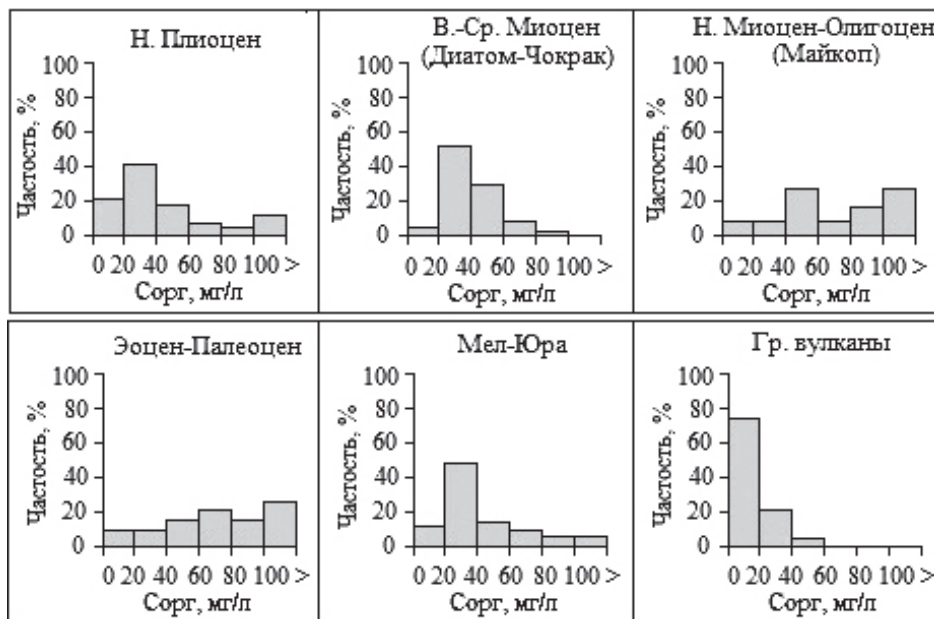 Н. Плиоцен
Частость, %
100
80
60
40
20
0
0 20 40 60 80 100 >
Сорг, мг/л
В.-Ср. Миоцен
(Диатом-Чокрак)
Частость, %
100
80
60
40
20
0
0 20 40 60 80 100 >
Сорг, мг/л
Н. Миоцен-Олигоцен
(Майкоп)
Частость, %
100
80
60
40
20
0
0 20 40 60 80 100 >
Сорг, мг/л
Эоцен-Палеоцен
Частость, %
100
80
60
40
20
0
0 20 40 60 80 100 >
Сорг, мг/л
Мел-Юра
Частость, %
100
80
60
40
20
0
0 20 40 60 80 100 >
Сорг, мг/л
Гр. вулканы
Частость, %
100
80
60
40
20
0
0 20 40 60 80 100 >
Сорг, мг/л